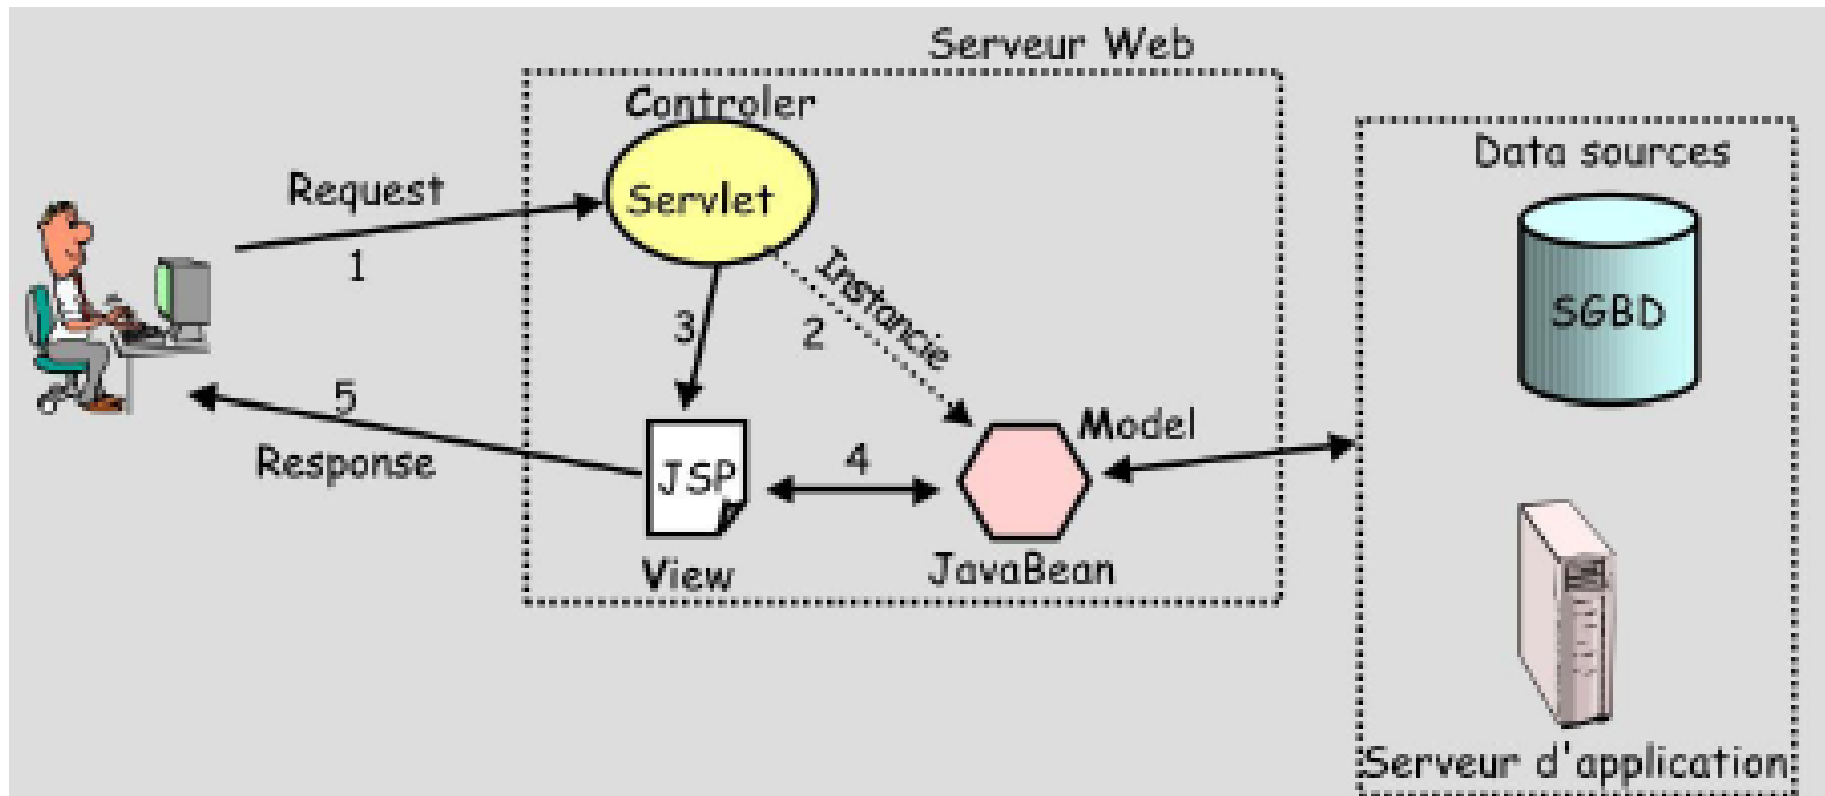 Serveur Web
Controler
Servlet
Request
1
Instancie
2
3
Data sources
SGBD
5
Response
JSP
View
4
Model
JavaBean
Serveur d'application